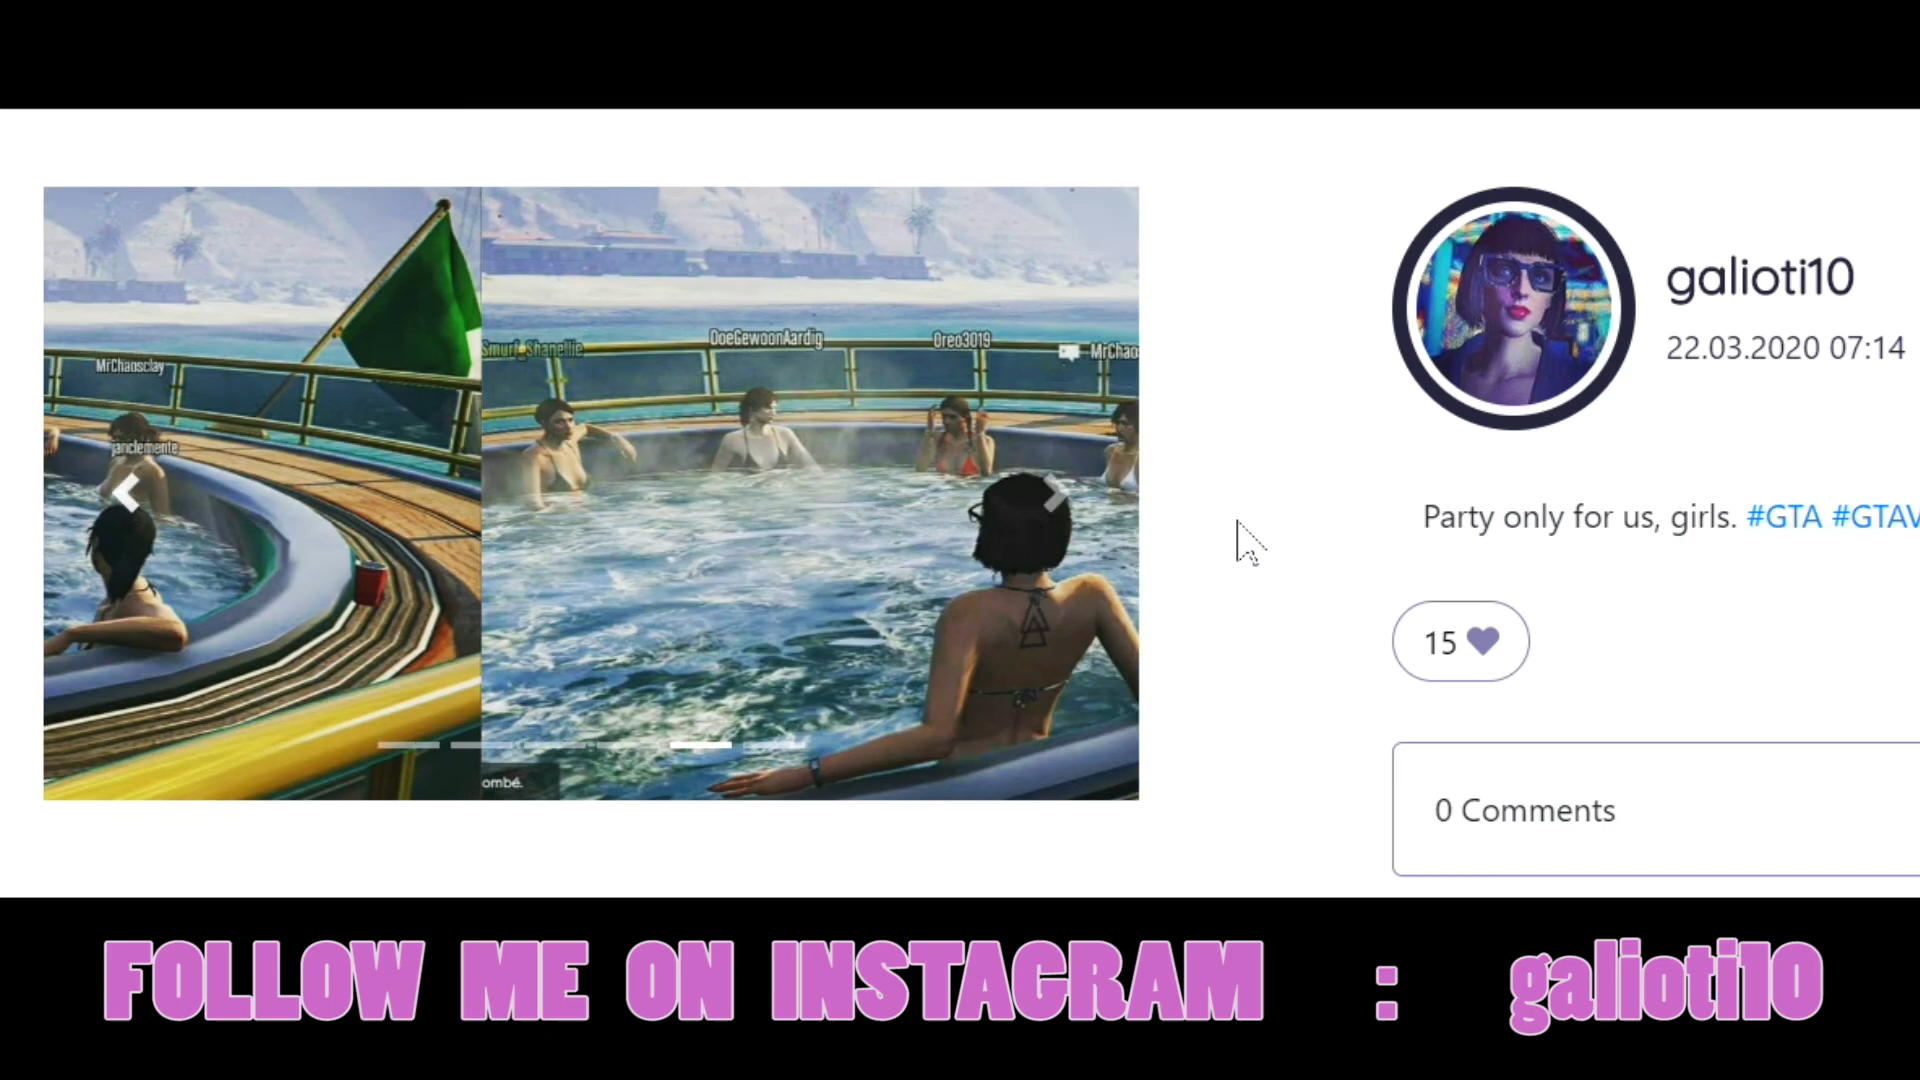 MrChaosclay
janclemente
Smurf_Shanellie
DoeGewoonAardig
Oreo3019
MrChao
ombé.
galioti10
22.03.2020 07:14
Party only for us, girls. #GTA #GTAV
15
0 Comments
FOLLOW ME ON INSTAGRAM : galioti10